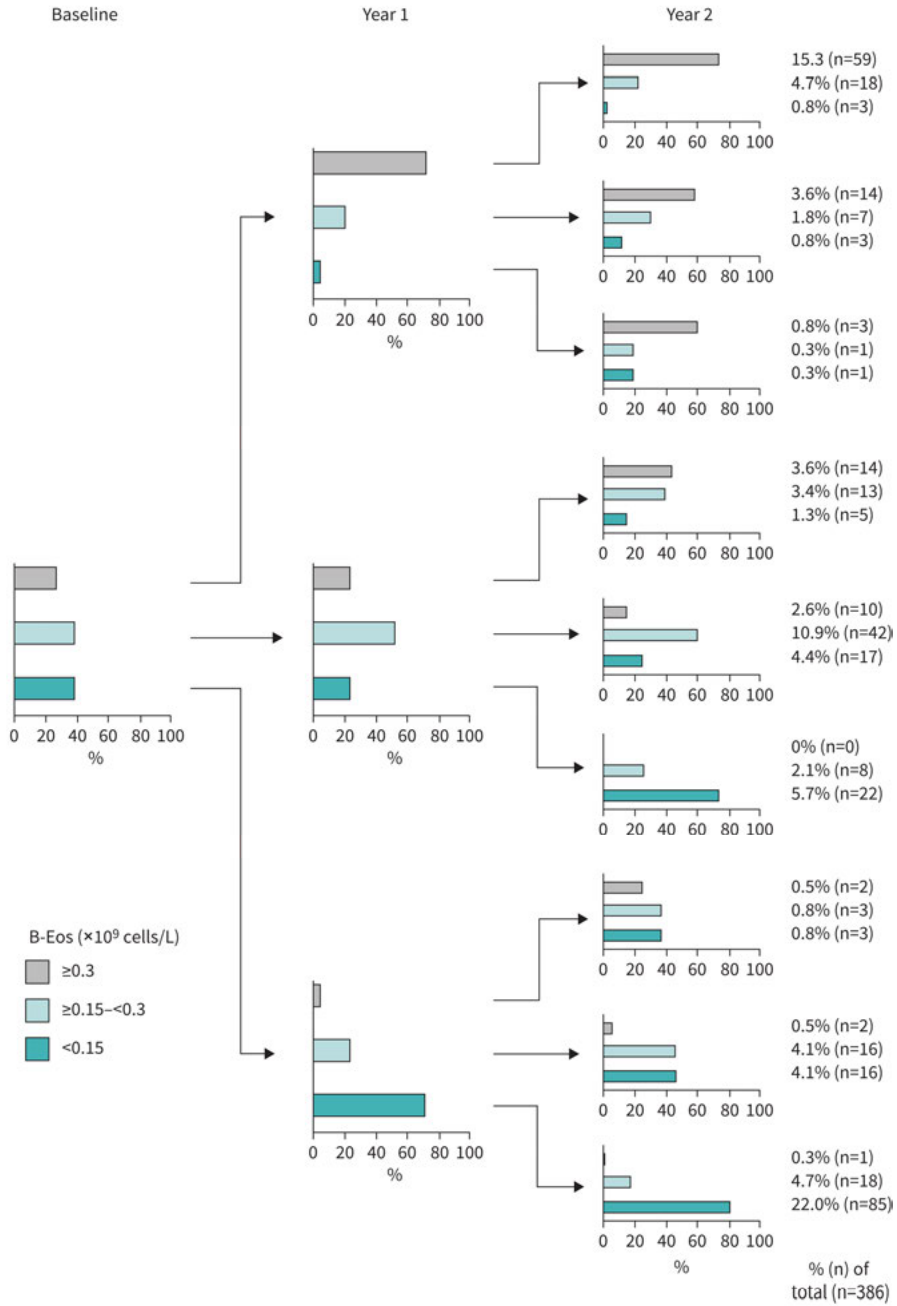 Baseline Year 1 Year 2
15.3 (n=59)
4.7% (n=18)
0.8% (n=3)
0 20 40 60 80 100
3.6% (n=14)
1.8% (n=7)
0.8% (n=3)
0 20 40 60 80 100
0 20 40 60 80 100
%
0.8% (n=3)
0.3% (n=1)
0.3% (n=1)
0 20 40 60 80 100
3.6% (n=14)
3.4% (n=13)
1.3% (n=5)
0 20 40 60 80 100
2.6% (n=10)
10.9% (n=42)
4.4% (n=17)
0 20 40 60 80 100
0 20 40 60 80 100
%
0 20 40 60 80 100
%
0% (n=0)
2.1% (n=8)
5.7% (n=22)
0 20 40 60 80 100
0.5% (n=2)
0.8% (n=3)
0.8% (n=3)
0 20 40 60 80 100
B-Eos (×10⁹ cells/L)
≥0.3
≥0.15–<0.3
<0.15
0.5% (n=2)
4.1% (n=16)
4.1% (n=16)
0 20 40 60 80 100
0 20 40 60 80 100
%
0.3% (n=1)
4.7% (n=18)
22.0% (n=85)
0 20 40 60 80 100
%
% (n) of
total (n=386)